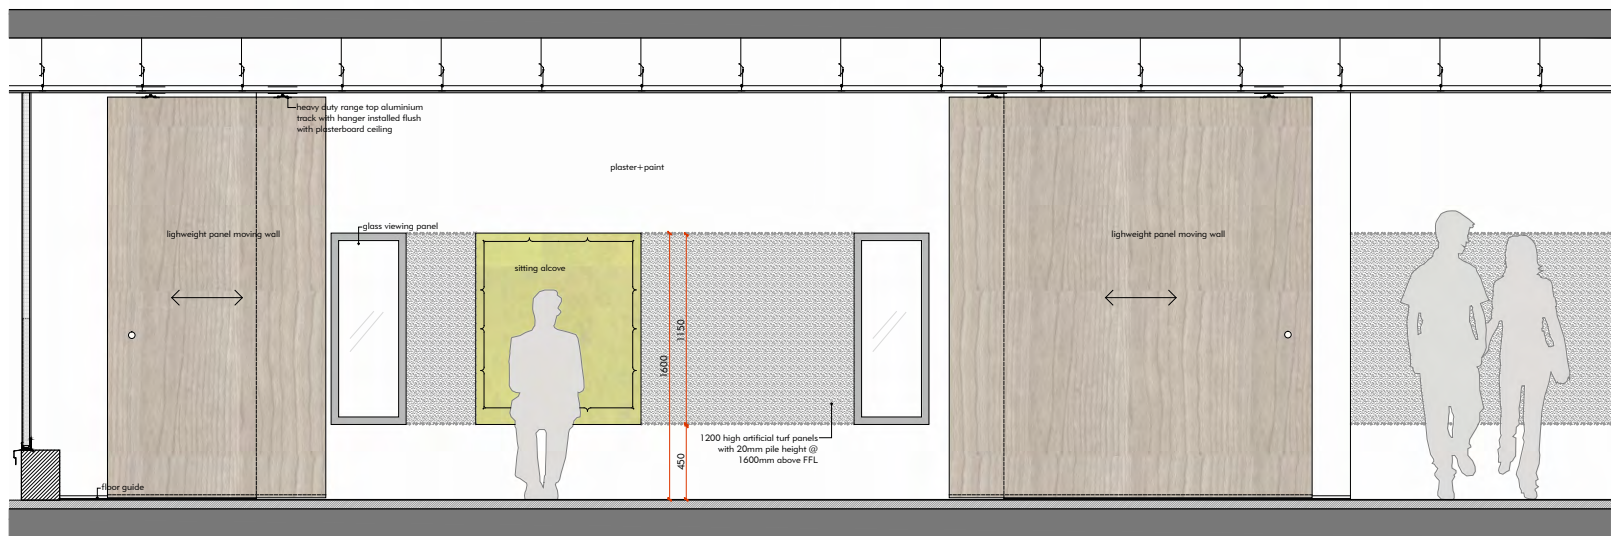 heavy duty range top aluminium
track with hanger installed flush
with plasterboard ceiling
plaster+paint
lighweight panel moving wall
glass viewing panel
sitting alcove
lighweight panel moving wall
1150
1600
1200 high artificial turf panels
with 20mm pile height @
1600mm above FFL
450
floor guide